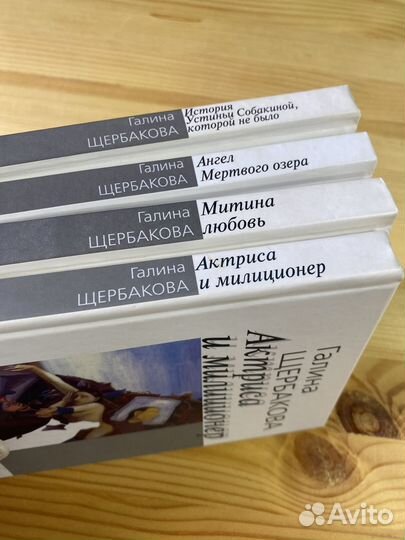 ГАЛИНА
ЩЕРБАКОВА
История
Устиньи Собакиной,
которой не было
ГАЛИНА
ЩЕРБАКОВА
Ангел
Мертвого озера
ГАЛИНА
ЩЕРБАКОВА
Митина
любовь
ГАЛИНА
ЩЕРБАКОВА
Актриса
и милиционер
ГАЛИНА
ЩЕРБАКОВА
Актриса
и милиционер
Avito